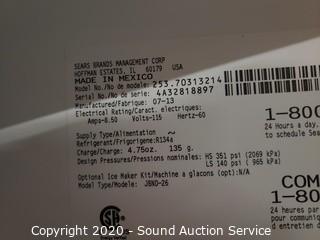 SEARS BRANDS MANAGEMENT CORP
HOFFMAN ESTATES, IL 60179 USA
MADE IN MEXICO
Model No./No de modele: 253.70313214
Serial No./No de serie: 4A32818897
Manufactured/Fabrique: 07-13
Electrical Rating/Caract. electriques:
Amps-8.50 Volts-115 Hertz-60
Supply Type/Alimentation ~
Refrigerant/Frigorigene: R134a
Charge/Charge: 4.75oz. 135 g.
Design Pressures/Pressions nominales: HS 351 psi (2069 kPa)
LS 140 psi (965 kPa)
Optional Ice Maker Kit/Machine a glacons (opt): N/A
Model Type/Modele: JBND-26
1-800
24 Hours a day,
to schedule
COM
1-80
24 heures par
Copyright 2020 - Sound Auction Service